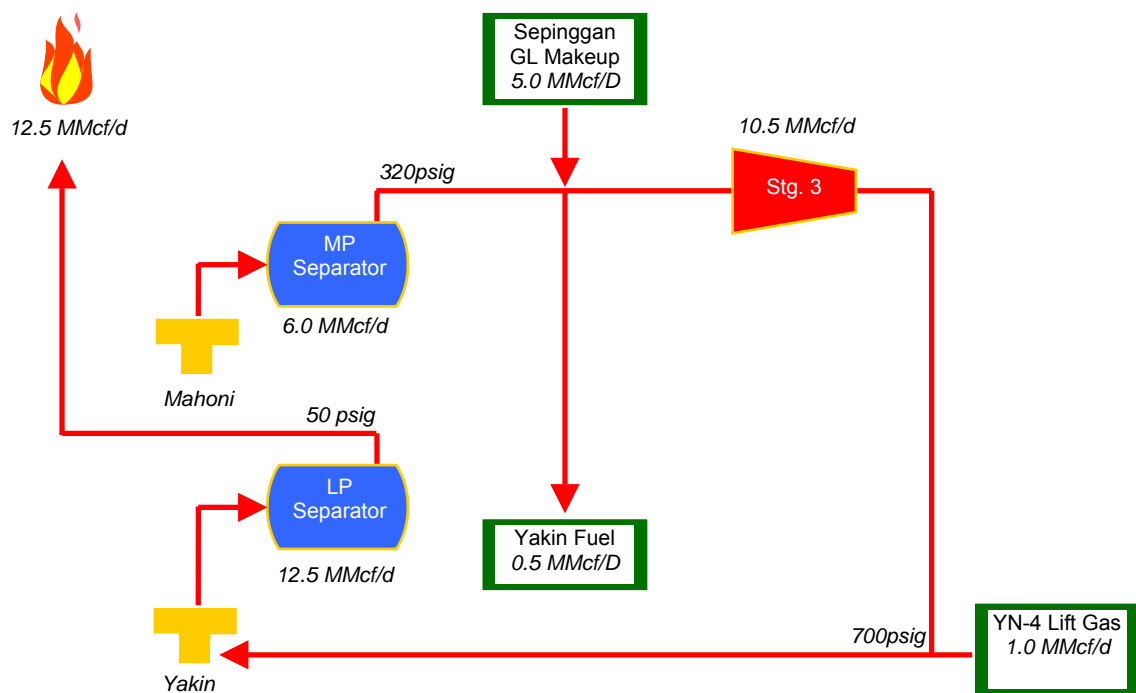 Sepinggan
GL Makeup
5.0 MMcf/D
12.5 MMcf/d
10.5 MMcf/d
320psig
Stg. 3
MP
Separator
6.0 MMcf/d
Mahoni
50 psig
LP
Separator
12.5 MMcf/d
Yakin Fuel
0.5 MMcf/D
YN-4 Lift Gas
1.0 MMcf/d
700psig
Yakin